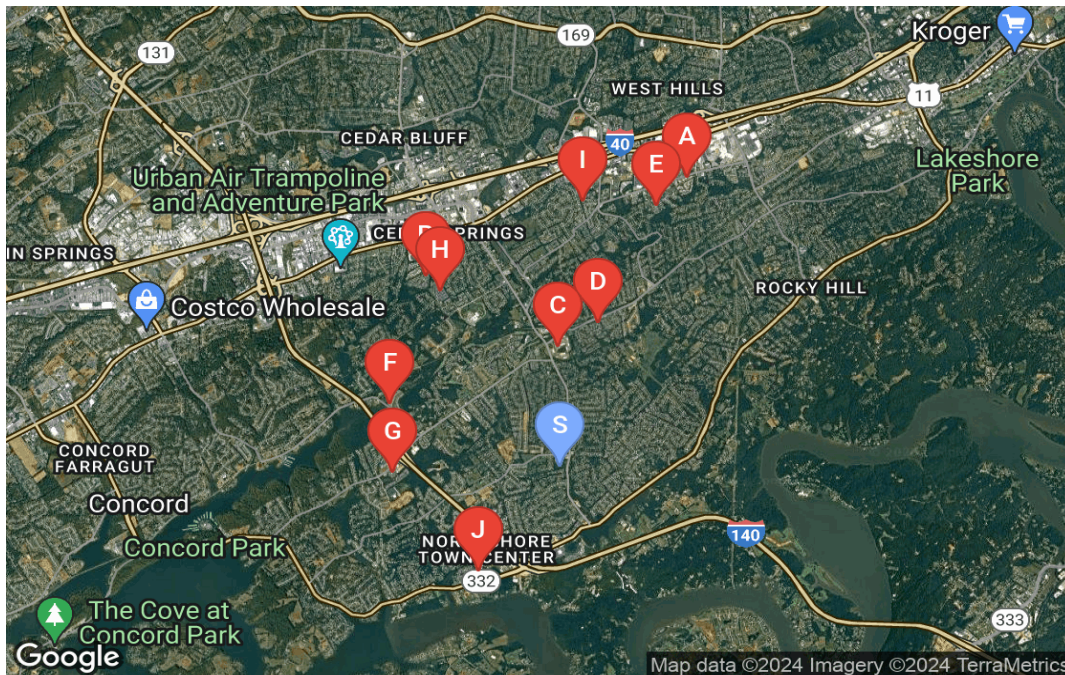 169
Kroger
131
WEST HILLS
11
CEDAR BLUFF
40
A
I
E
Lakeshore
Park
Urban Air Trampoline
and Adventure Park
CEDAR SPRINGS
H
IN SPRINGS
D
ROCKY HILL
C
Costco Wholesale
F
S
G
CONCORD
FARRAGUT
Concord
J
NORTHSHORE
TOWN CENTER
140
Concord Park
332
The Cove at
Concord Park
333
Google
Map data ©2024 Imagery ©2024 TerraMetrics